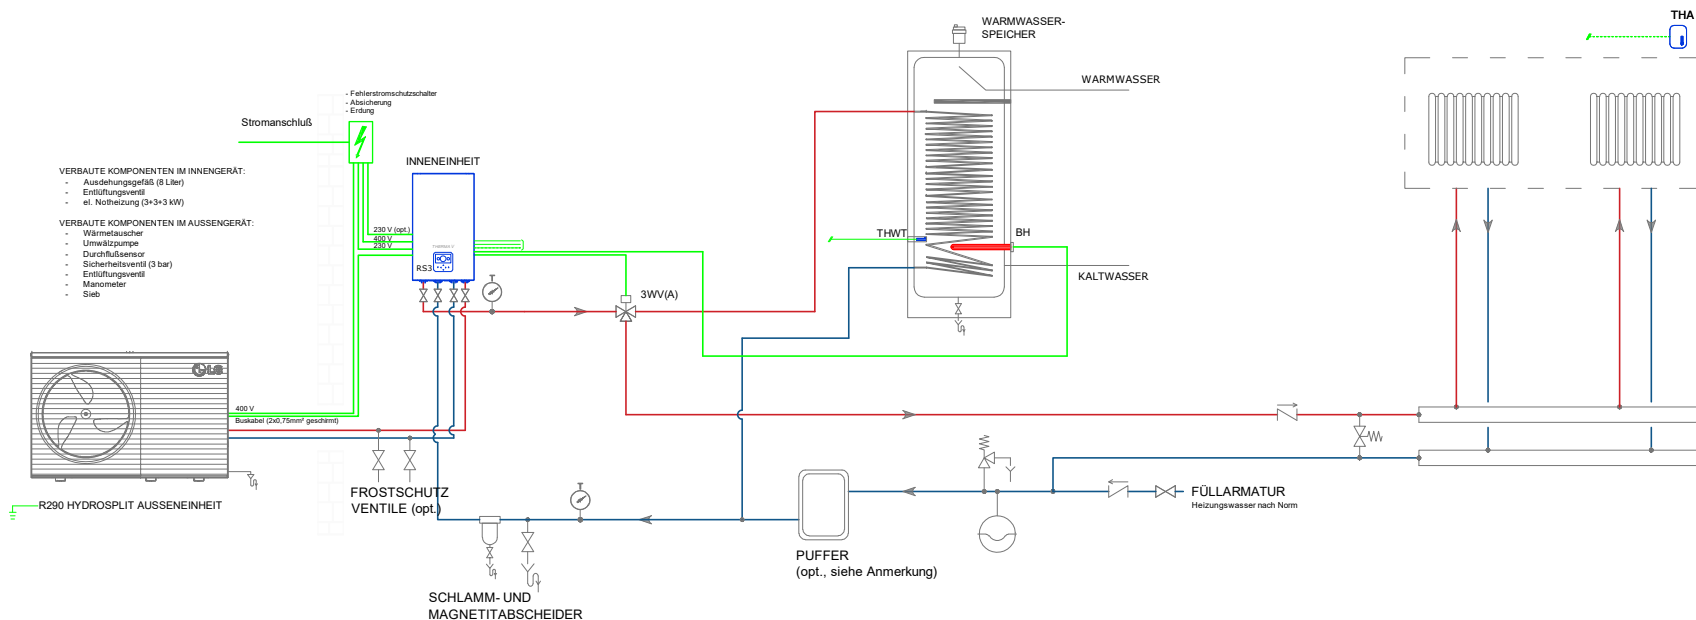 WARMWASSER-
SPEICHER
THA
WARMWASSER
- Fehlerstromschutzschalter
- Absicherung
- Erdung
Stromanschluß
INNENEINHEIT
VERBAUTE KOMPONENTEN IM INNENGERÄT:
- Ausdehungsgefäß (8 Liter)
- Entlüftungsventil
- el. Notheizung (3+3+3 kW)
VERBAUTE KOMPONENTEN IM AUSSENGERÄT:
- Wärmetauscher
- Umwälzpumpe
- Durchflußsensor
- Sicherheitsventil (3 bar)
- Entlüftungsventil
- Manometer
- Sieb
230 V (opt.)
400 V
230 V
THERMA V
RS3
T
3WV(A)
THWT
BH
KALTWASSER
LG
400 V
Buskabel (2x0,75mm² geschirmt)
R290 HYDROSPLIT AUSSENEINHEIT
FROSTSCHUTZ
VENTILE (opt.)
T
FÜLLARMATUR
Heizungswasser nach Norm
PUFFER
(opt., siehe Anmerkung)
SCHLAMM- UND
MAGNETITABSCHEIDER